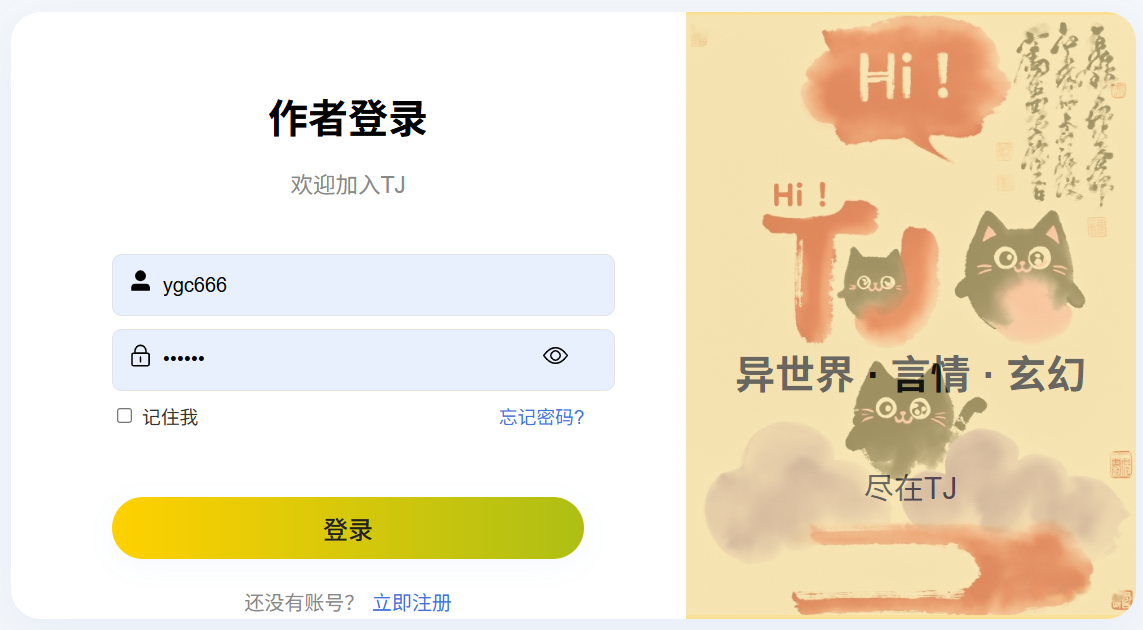 作者登录
欢迎加入TJ
ygc666
••••••
记住我
忘记密码?
登录
还没有账号? 立即注册
Hi !
Hi !
TJ
异世界 · 言情 · 玄幻
尽在TJ